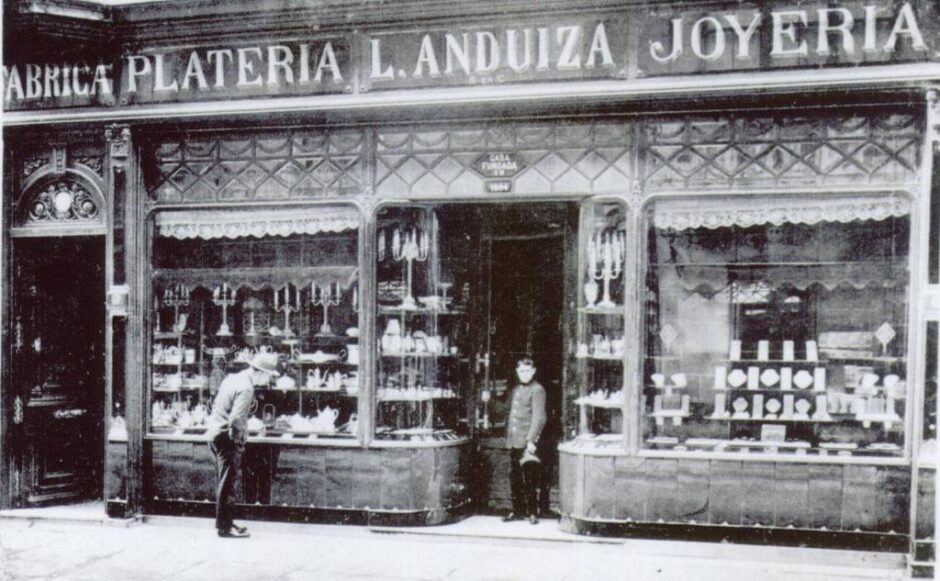 FABRICA PLATERIA L. ANDUIZA JOYERIA
CASA
FUNDADA